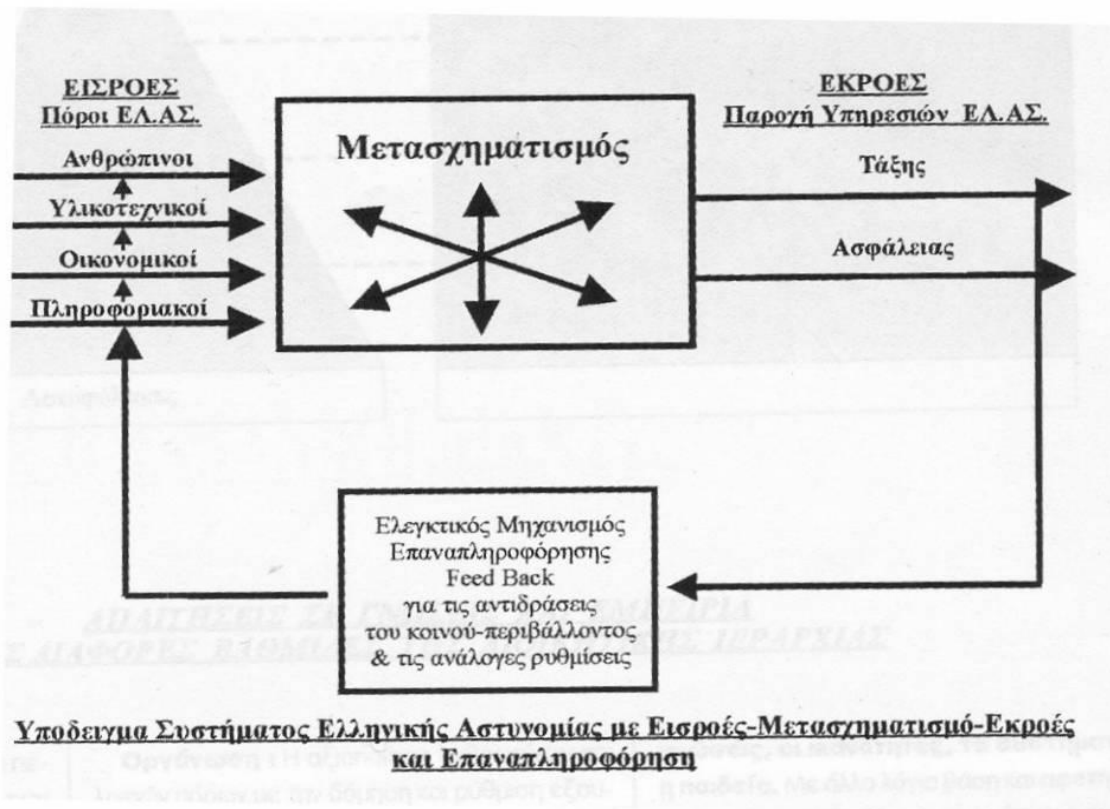 ΕΙΣΡΟΕΣ
Πόροι ΕΛ.ΑΣ.
Ανθρώπινοι
Υλικοτεχνικοί
Οικονομικοί
Πληροφοριακοί
Μετασχηματισμός
ΕΚΡΟΕΣ
Παροχή Υπηρεσιών ΕΛ.ΑΣ.
Τάξης
Ασφάλειας
Ελεγκτικός Μηχανισμός
Επαναπληροφόρησης
Feed Back
για τις αντιδράσεις
του κοινού-περιβάλλοντος
& τις ανάλογες ρυθμίσεις
Υποδειγμα Συστήματος Ελληνικής Αστυνομίας με Εισροές-Μετασχηματισμό-Εκροές
και Επαναπληροφόρηση